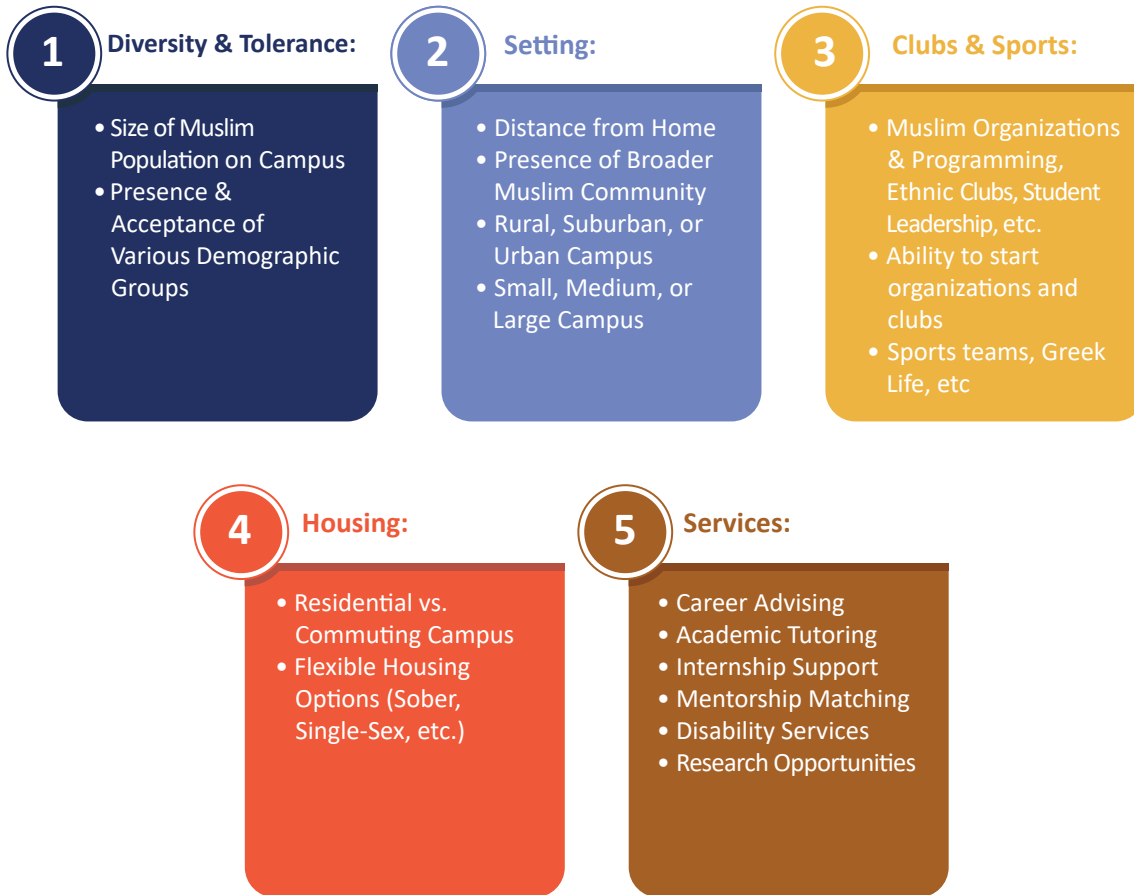 1
Diversity & Tolerance:
• Size of Muslim
Population on Campus
• Presence &
Acceptance of
Various Demographic
Groups
2
Setting:
• Distance from Home
• Presence of Broader
Muslim Community
• Rural, Suburban, or
Urban Campus
• Small, Medium, or
Large Campus
3
Clubs & Sports:
• Muslim Organizations
& Programming,
Ethnic Clubs, Student
Leadership, etc.
• Ability to start
organizations and
clubs
• Sports teams, Greek
Life, etc
4
Housing:
• Residential vs.
Commuting Campus
• Flexible Housing
Options (Sober,
Single-Sex, etc.)
5
Services:
• Career Advising
• Academic Tutoring
• Internship Support
• Mentorship Matching
• Disability Services
• Research Opportunities